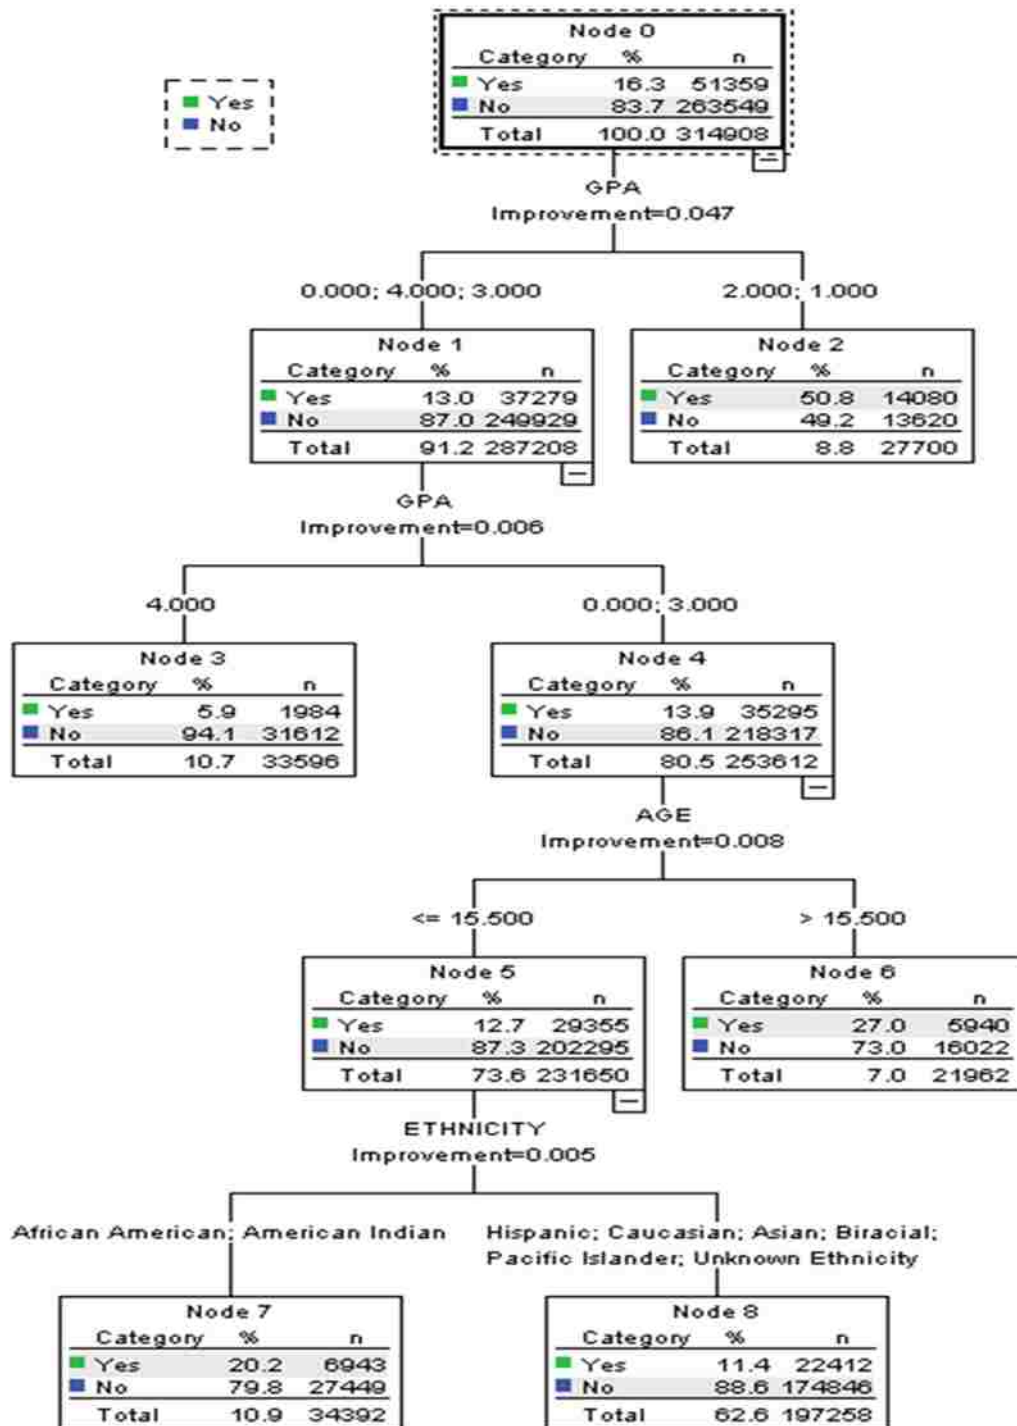 Node 0
Category % n
Yes 16.3 51359
No 83.7 263549
Total 100.0 314908
Yes
No
GPA
Improvement=0.047
0.000; 4.000; 3.000
2.000; 1.000
Node 1
Category % n
Yes 13.0 37279
No 87.0 249929
Total 91.2 287208
Node 2
Category % n
Yes 50.8 14080
No 49.2 13620
Total 8.8 27700
GPA
Improvement=0.006
4.000
0.000; 3.000
Node 3
Category % n
Yes 5.9 1984
No 94.1 31612
Total 10.7 33596
Node 4
Category % n
Yes 13.9 35295
No 86.1 218317
Total 80.5 253612
AGE
Improvement=0.008
<= 15.500
> 15.500
Node 5
Category % n
Yes 12.7 29355
No 87.3 202295
Total 73.6 231650
Node 6
Category % n
Yes 27.0 5940
No 73.0 16022
Total 7.0 21962
ETHNICITY
Improvement=0.005
African American; American Indian
Hispanic; Caucasian; Asian; Biracial;
Pacific Islander; Unknown Ethnicity
Node 7
Category % n
Yes 20.2 6943
No 79.8 27449
Total 10.9 34392
Node 8
Category % n
Yes 11.4 22412
No 88.6 174846
Total 62.6 197258